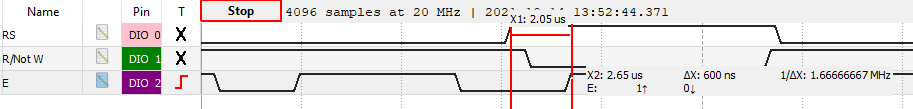 Name Pin T Stop 4096 samples at 20 MHz | 13:52:44.371
X1: 2.05 us
RS DIO 0 X
R/Not W DIO 1 X
X2: 2.65 us ΔX: 600 ns 1/ΔX: 1.66666667 MHz
E DIO 2 E: 1↑ 0↓